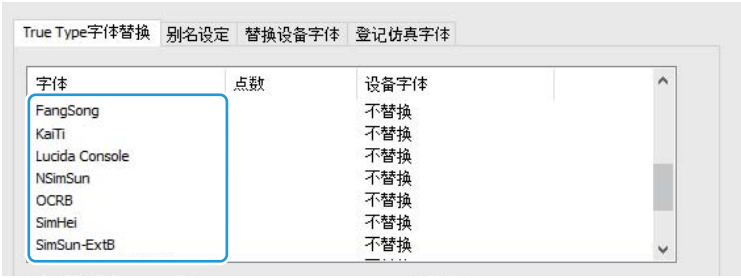 True Type字体替换 别名设定 替换设备字体 登记仿真字体
字体 点数 设备字体
FangSong 不替换
KaiTi 不替换
Lucida Console 不替换
NSimSun 不替换
OCRB 不替换
SimHei 不替换
SimSun-ExtB 不替换